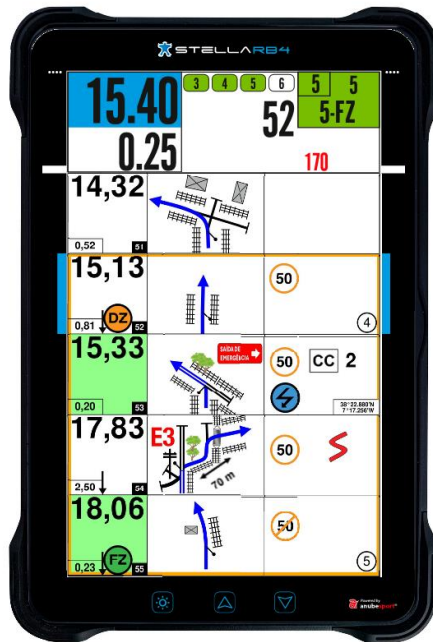 STELLA RB4
15.40
3 4 5 6
5 5
5-FZ
52
0.25
170
14,32
0,52
51
15,13
50
0,81
DZ
52
4
15,33
SAÍDA DE
EMERGÊNCIA
50
CC 2
0,20
53
38°22.880'N
7°17.256'W
17,83
E3
50
70 m
2,50
54
18,06
50
0,23
FZ
55
5
Powered by
anubesport